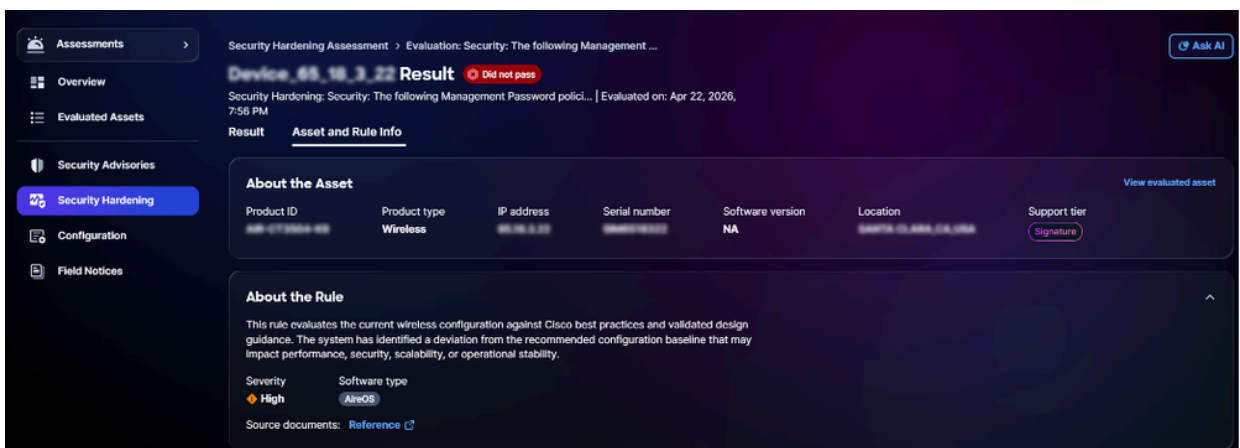 Assessments
Overview
Evaluated Assets
Security Advisories
Security Hardening
Configuration
Field Notices
Security Hardening Assessment > Evaluation: Security: The following Management ...
Ask AI
Result Did not pass
Security Hardening: Security: The following Management Password polici... | Evaluated on: Apr 22, 2026,
7:56 PM
Result Asset and Rule Info
About the Asset
View evaluated asset
Product ID Product type IP address Serial number Software version Location Support tier
Wireless NA Signature
About the Rule
This rule evaluates the current wireless configuration against Cisco best practices and validated design
guidance. The system has identified a deviation from the recommended configuration baseline that may
impact performance, security, scalability, or operational stability.
Severity Software type
High AireOS
Source documents: Reference